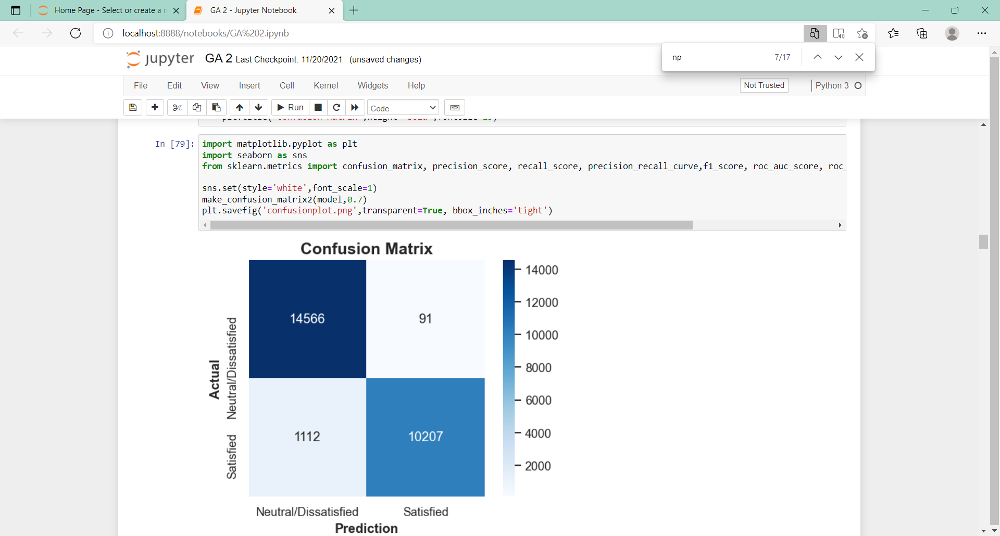 Home Page - Select or create a n
GA 2 - Jupyter Notebook
localhost:8888/notebooks/GA%202.ipynb
np 7/17
jupyter GA 2 Last Checkpoint: 11/20/2021 (unsaved changes)
File Edit View Insert Cell Kernel Widgets Help
Not Trusted Python 3
Run Code
In [79]: import matplotlib.pyplot as plt
import seaborn as sns
from sklearn.metrics import confusion_matrix, precision_score, recall_score, precision_recall_curve,f1_score, roc_auc_score, roc_
sns.set(style='white',font_scale=1)
make_confusion_matrix2(model,0.7)
plt.savefig('confusionplot.png',transparent=True, bbox_inches='tight')
Confusion Matrix
14566 91
1112 10207
Actual
Neutral/Dissatisfied
Satisfied
14000
12000
10000
8000
6000
4000
2000
Neutral/Dissatisfied Satisfied
Prediction